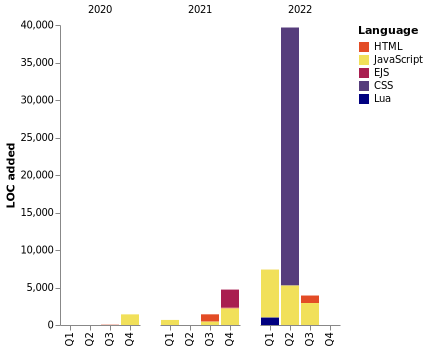 2020 2021 2022
Language
HTML
JavaScript
EJS
CSS
Lua
LOC added
40,000
35,000
30,000
25,000
20,000
15,000
10,000
5,000
0
Q1 Q2 Q3 Q4 Q1 Q2 Q3 Q4 Q1 Q2 Q3 Q4